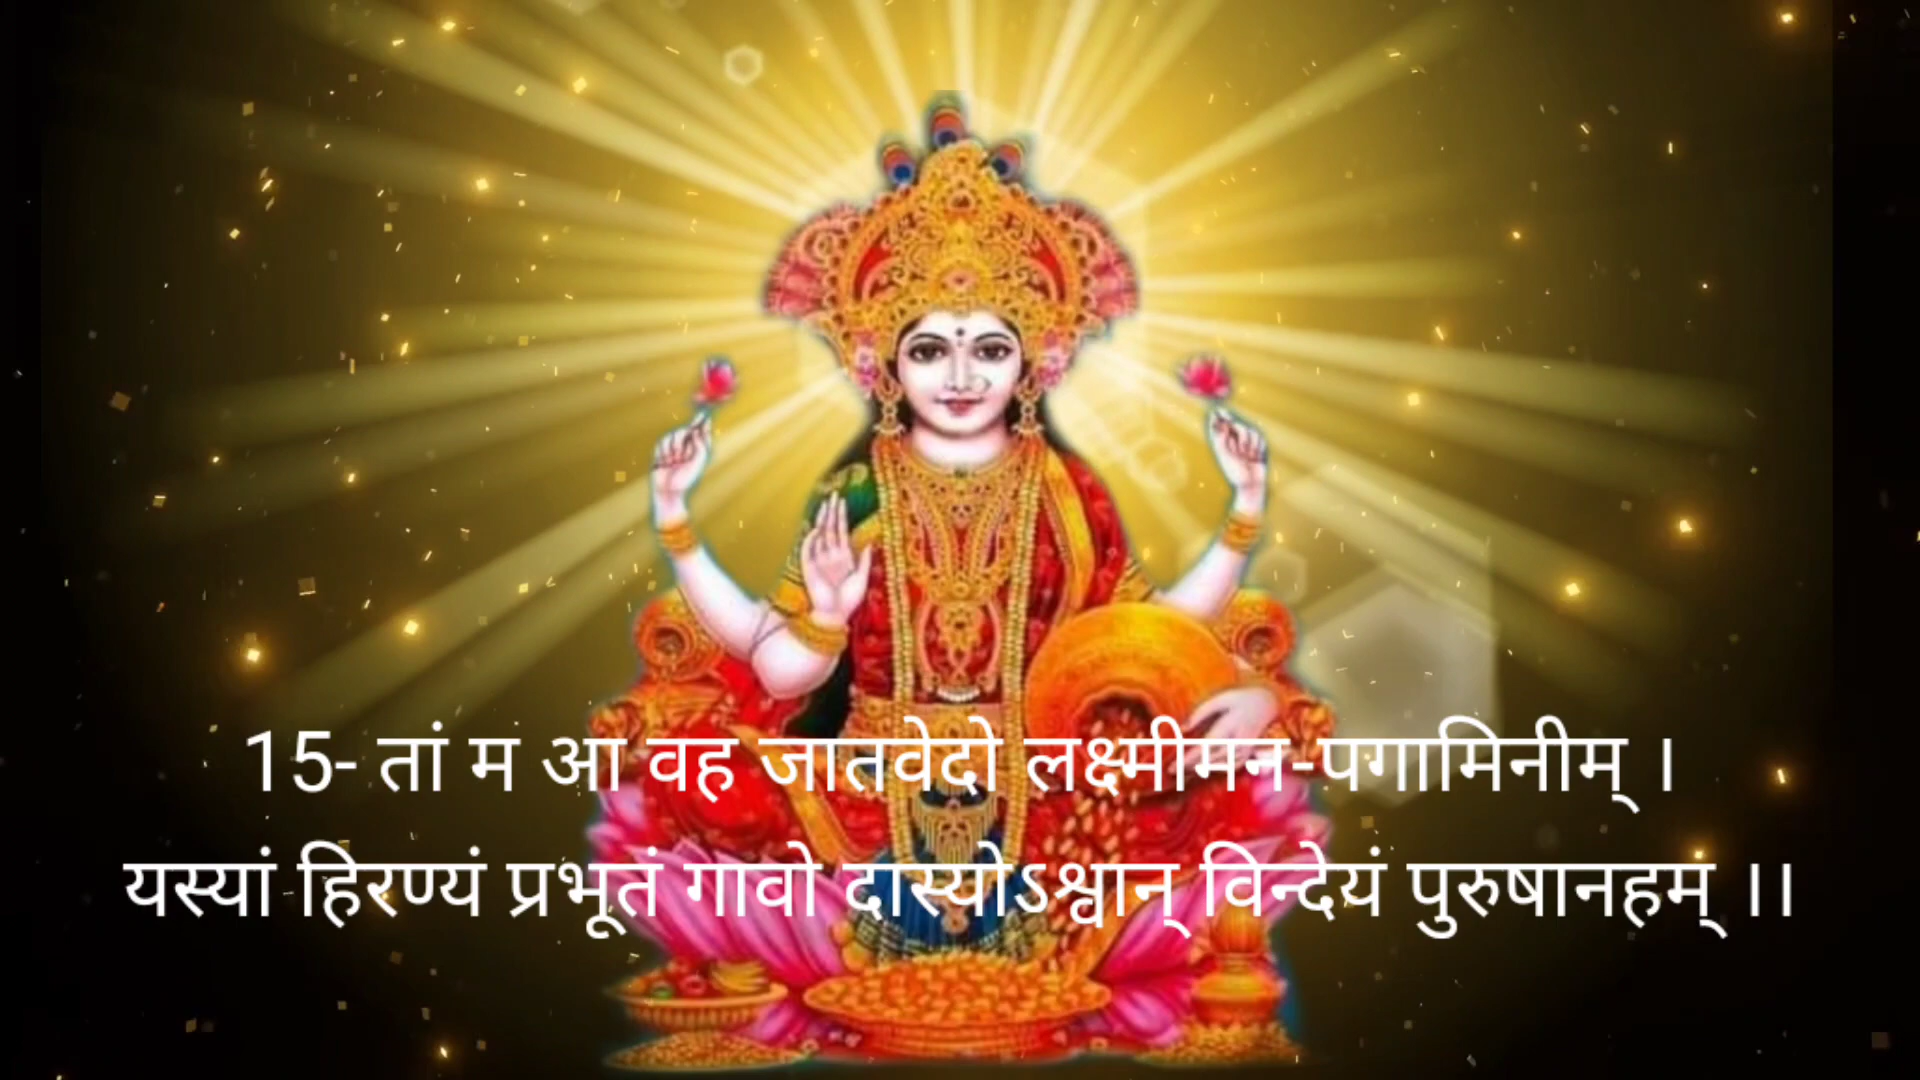 15- तां म आ वह जातवेदो लक्ष्मीमन-पगामिनीम् ।
यस्यां हिरण्यं प्रभूतं गावो दास्योऽश्वान् विन्देयं पुरुषानहम् ।।